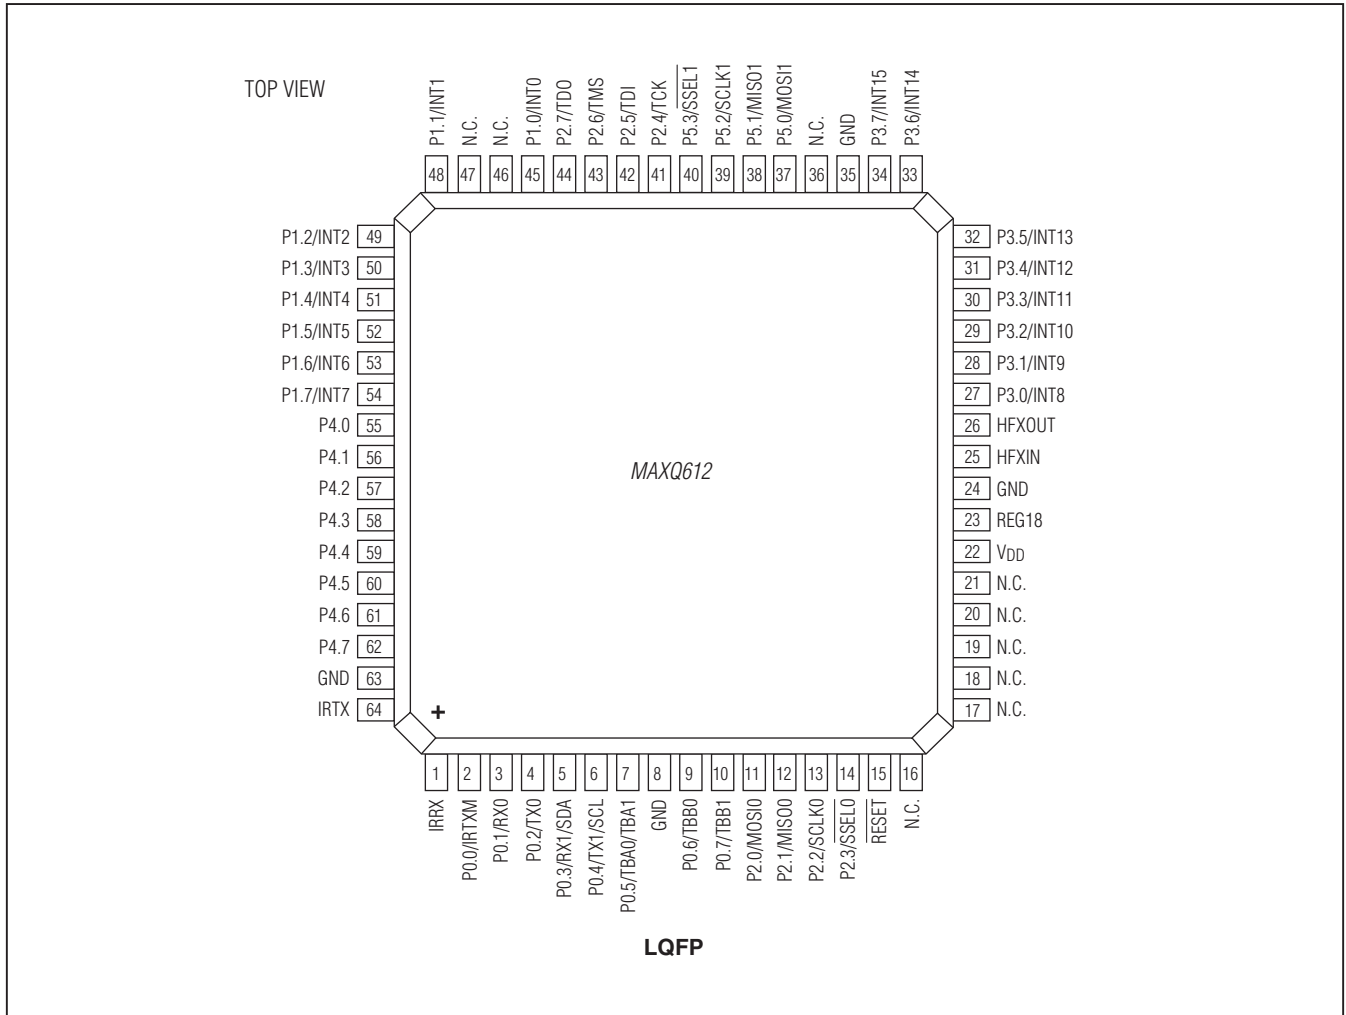 TOP VIEW
P1.1/INT1
N.C.
N.C.
P1.0/INT0
P2.7/TDO
P2.6/TMS
P2.5/TDI
P2.4/TCK
P5.3/SSEL1
P5.2/SCLK1
P5.1/MISO1
P5.0/MOSI1
N.C.
GND
P3.7/INT15
P3.6/INT14
48 47 46 45 44 43 42 41 40 39 38 37 36 35 34 33
P1.2/INT2 49
P1.3/INT3 50
P1.4/INT4 51
P1.5/INT5 52
P1.6/INT6 53
P1.7/INT7 54
P4.0 55
P4.1 56
P4.2 57
P4.3 58
P4.4 59
P4.5 60
P4.6 61
P4.7 62
GND 63
IRTX 64
+
MAXQ612
32 P3.5/INT13
31 P3.4/INT12
30 P3.3/INT11
29 P3.2/INT10
28 P3.1/INT9
27 P3.0/INT8
26 HFXOUT
25 HFXIN
24 GND
23 REG18
22 VDD
21 N.C.
20 N.C.
19 N.C.
18 N.C.
17 N.C.
1 2 3 4 5 6 7 8 9 10 11 12 13 14 15 16
IRRX
P0.0/IRTXM
P0.1/RX0
P0.2/TX0
P0.3/RX1/SDA
P0.4/TX1/SCL
P0.5/TBA0/TBA1
GND
P0.6/TBB0
P0.7/TBB1
P2.0/MOSI0
P2.1/MISO0
P2.2/SCLK0
P2.3/SSEL0
RESET
N.C.
LQFP